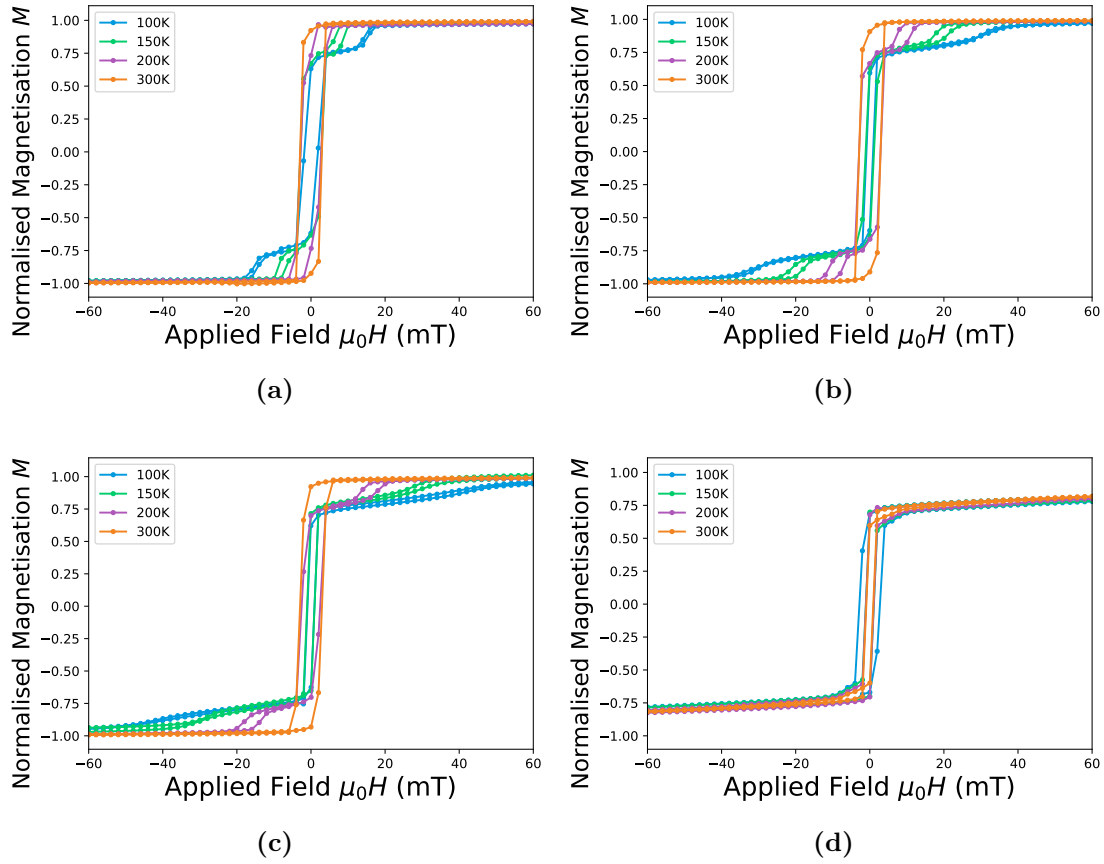 1.00
0.75
0.50
0.25
0.00
−0.25
−0.50
−0.75
−1.00
Normalised Magnetisation M
100K
150K
200K
300K
−60 −40 −20 0 20 40 60
Applied Field μ₀H (mT)
(a)
1.00
0.75
0.50
0.25
0.00
−0.25
−0.50
−0.75
−1.00
Normalised Magnetisation M
100K
150K
200K
300K
−60 −40 −20 0 20 40 60
Applied Field μ₀H (mT)
(b)
1.00
0.75
0.50
0.25
0.00
−0.25
−0.50
−0.75
−1.00
Normalised Magnetisation M
100K
150K
200K
300K
−60 −40 −20 0 20 40 60
Applied Field μ₀H (mT)
(c)
1.00
0.75
0.50
0.25
0.00
−0.25
−0.50
−0.75
−1.00
Normalised Magnetisation M
100K
150K
200K
300K
−60 −40 −20 0 20 40 60
Applied Field μ₀H (mT)
(d)